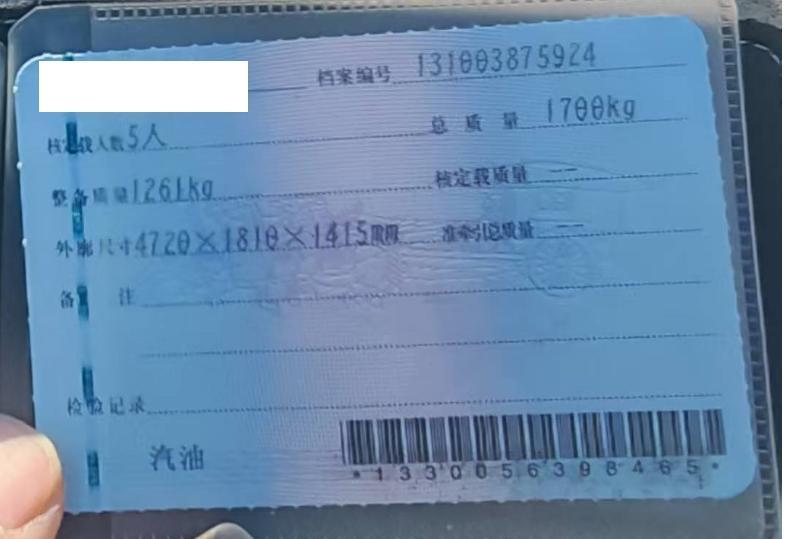 档案编号 131003875924
核定载人数 5人 总质量 1700kg
整备质量 1261kg 核定载质量 --
外廓尺寸 4720×1810×1415mm 准牵引总质量 --
备注
检验记录
汽油
*1330056398465*